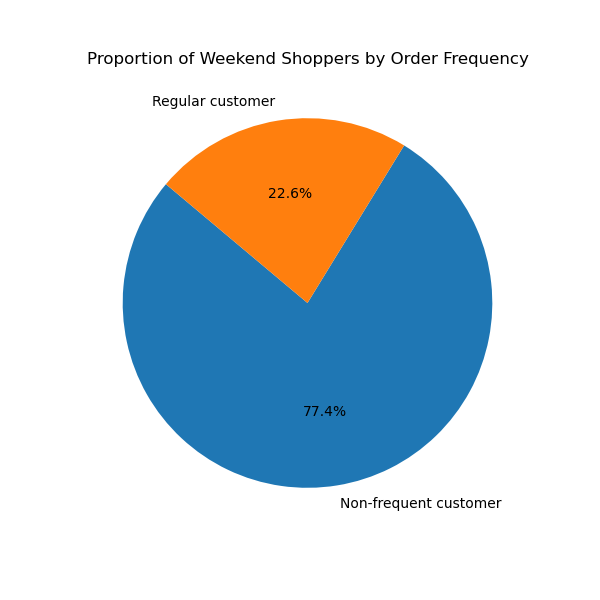 Proportion of Weekend Shoppers by Order Frequency
Regular customer
22.6%
77.4%
Non-frequent customer